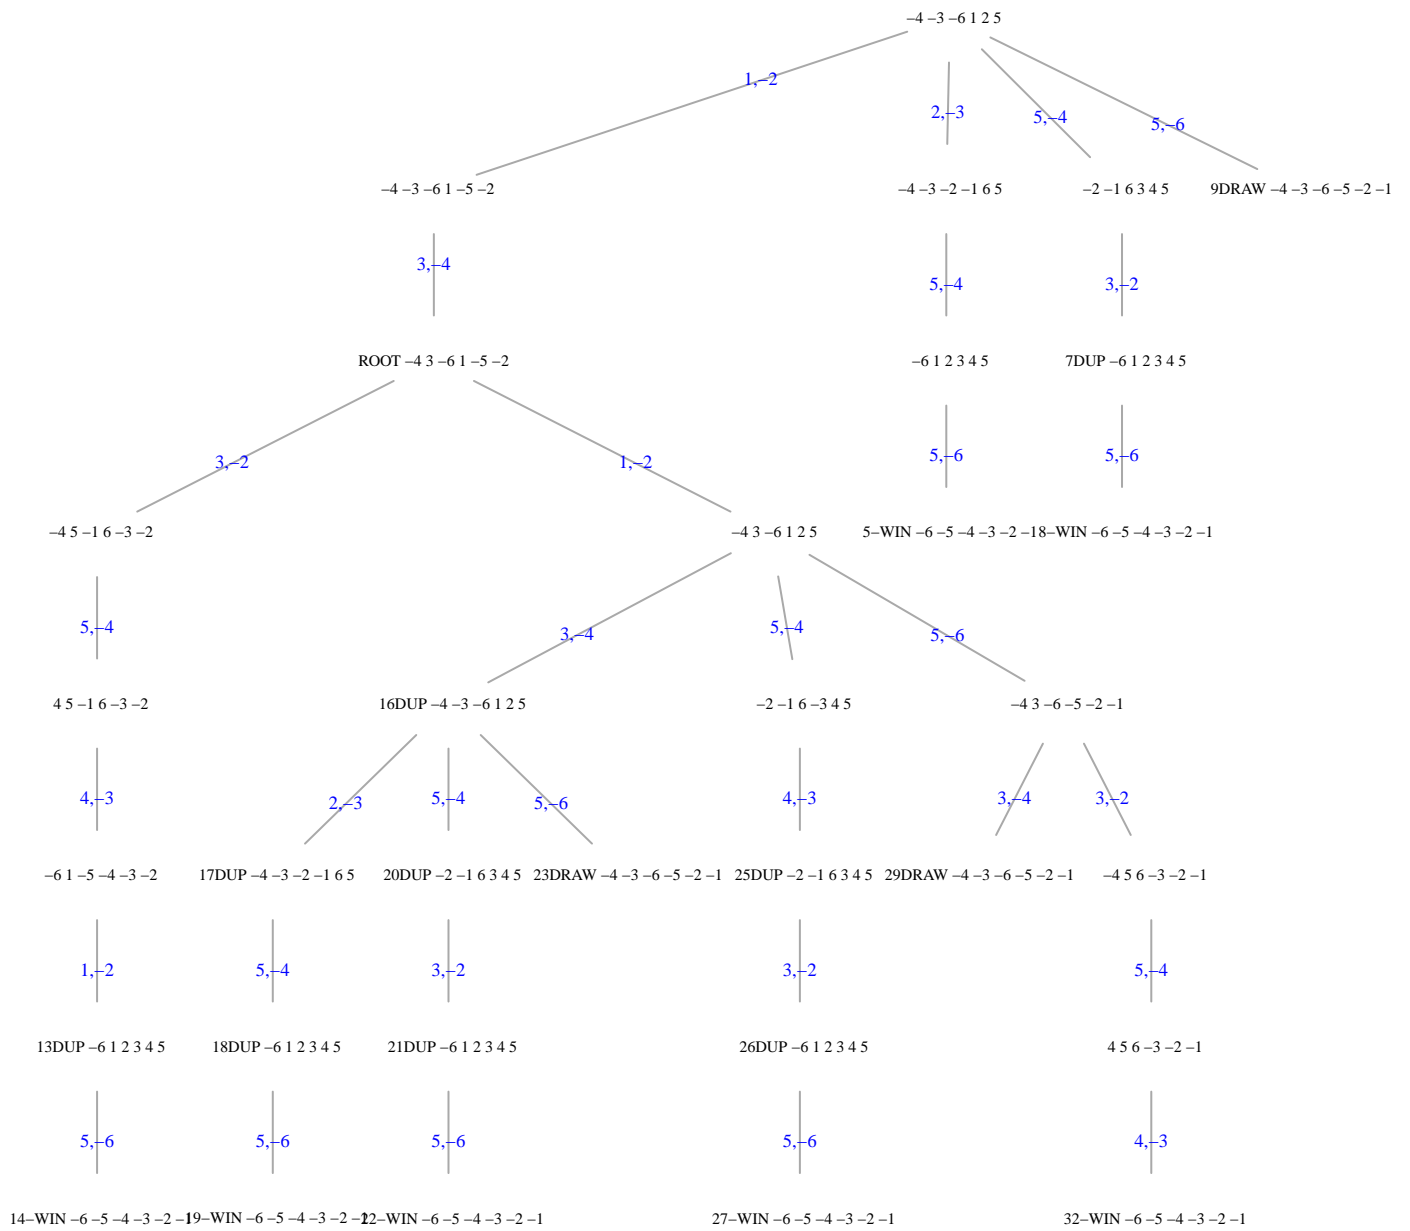 −4 −3 −6 1 2 5
1,−2
2,−3
5,−4
5,−6
−4 −3 −6 1 −5 −2
−4 −3 −2 −1 6 5
−2 −1 6 3 4 5
9DRAW −4 −3 −6 −5 −2 −1
3,−4
5,−4
3,−2
ROOT −4 3 −6 1 −5 −2
−6 1 2 3 4 5
7DUP −6 1 2 3 4 5
3,−2
1,−2
5,−6
5,−6
−4 5 −1 6 −3 −2
−4 3 −6 1 2 5
5−WIN −6 −5 −4 −3 −2 −1
8−WIN −6 −5 −4 −3 −2 −1
5,−4
3,−4
5,−4
5,−6
4 5 −1 6 −3 −2
16DUP −4 −3 −6 1 2 5
−2 −1 6 −3 4 5
−4 3 −6 −5 −2 −1
4,−3
2,−3
5,−4
5,−6
4,−3
3,−4
3,−2
−6 1 −5 −4 −3 −2
17DUP −4 −3 −2 −1 6 5
20DUP −2 −1 6 3 4 5
23DRAW −4 −3 −6 −5 −2 −1
25DUP −2 −1 6 3 4 5
29DRAW −4 −3 −6 −5 −2 −1
−4 5 6 −3 −2 −1
1,−2
5,−4
3,−2
3,−2
5,−4
13DUP −6 1 2 3 4 5
18DUP −6 1 2 3 4 5
21DUP −6 1 2 3 4 5
26DUP −6 1 2 3 4 5
4 5 6 −3 −2 −1
5,−6
5,−6
5,−6
5,−6
4,−3
14−WIN −6 −5 −4 −3 −2 −1
19−WIN −6 −5 −4 −3 −2 −1
22−WIN −6 −5 −4 −3 −2 −1
27−WIN −6 −5 −4 −3 −2 −1
32−WIN −6 −5 −4 −3 −2 −1